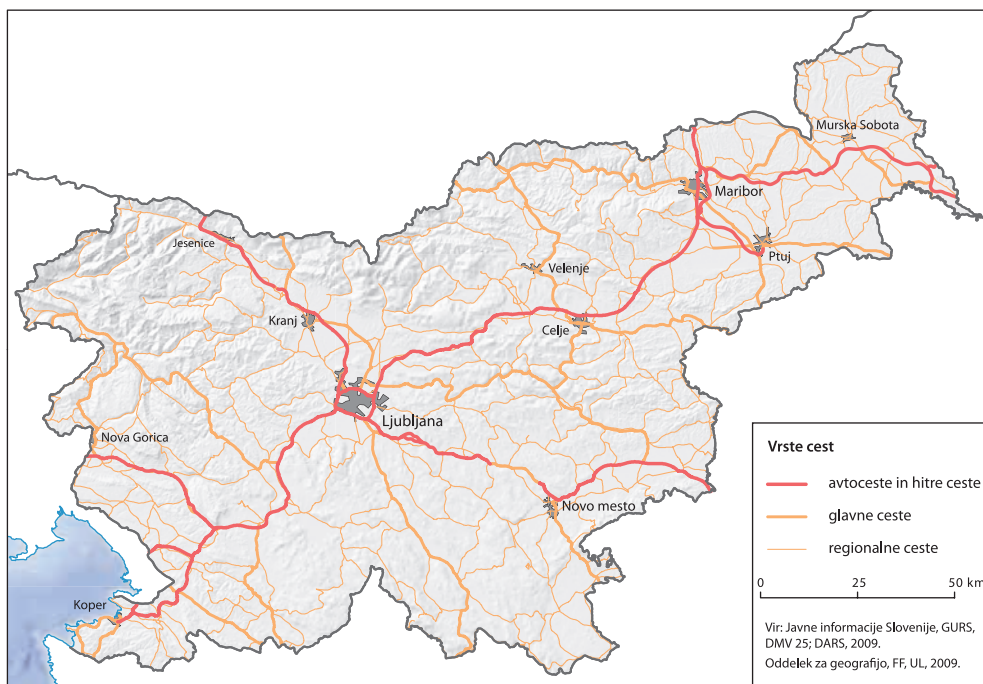 Murska Sobota
Maribor
Jesenice
Ptuj
Velenje
Kranj
Celje
Ljubljana
Nova Gorica
Novo mesto
Koper
Vrste cest
avtoceste in hitre ceste
glavne ceste
regionalne ceste
0 25 50 km
Vir: Javne informacije Slovenije, GURS,
DMV 25; DARS, 2009.
Oddelek za geografijo, FF, UL, 2009.